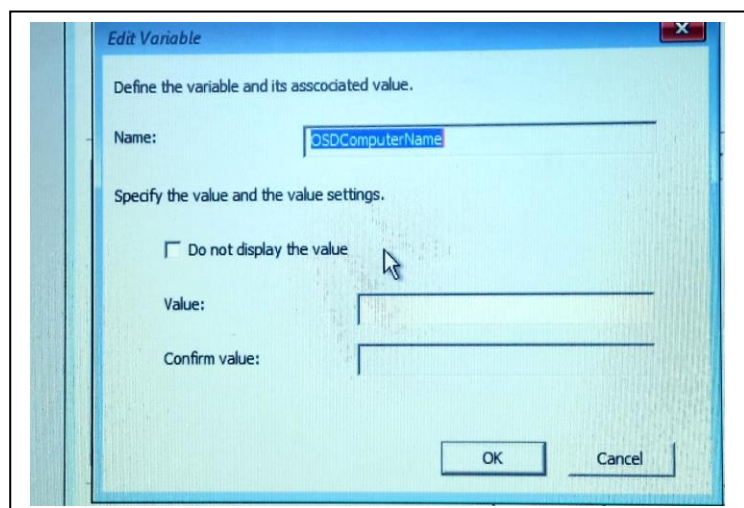 Edit Variable
Define the variable and its asscociated value.
Name: OSDComputerName
Specify the value and the value settings.
Do not display the value
Value:
Confirm value:
OK Cancel